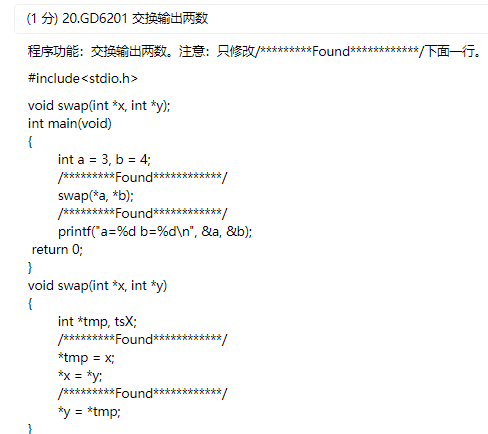 (1 分) 20.GD6201 交换输出两数
程序功能：交换输出两数。注意：只修改/*********Found************/下面一行。
#include<stdio.h>
void swap(int *x, int *y);
int main(void)
{
int a = 3, b = 4;
/*********Found************/
swap(*a, *b);
/*********Found************/
printf("a=%d b=%d\n", &a, &b);
return 0;
}
void swap(int *x, int *y)
{
int *tmp, tsX;
/*********Found************/
*tmp = x;
*x = *y;
/*********Found************/
*y = *tmp;
}